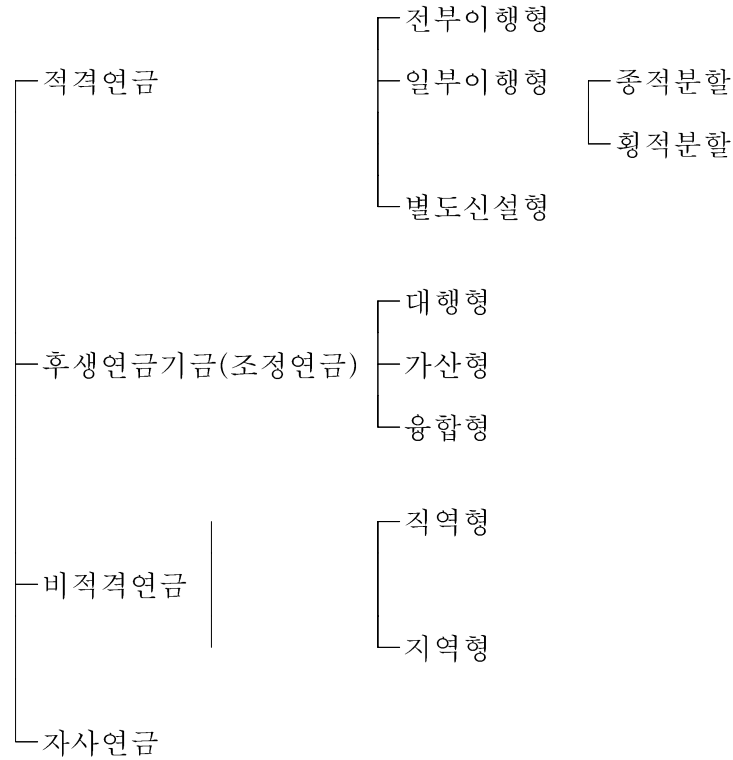 전부이행형
적격연금 일부이행형 종적분할
횡적분할
별도신설형
대행형
후생연금기금(조정연금) 가산형
융합형
직역형
비적격연금
지역형
자사연금